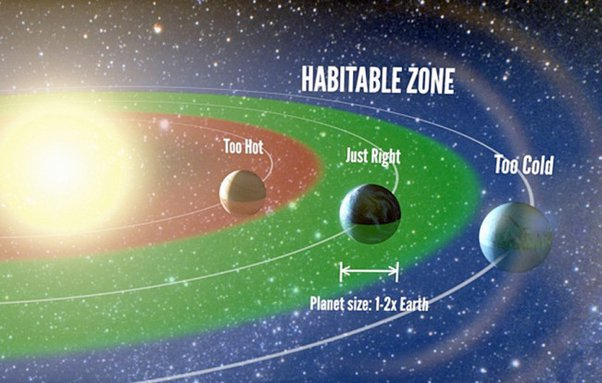 HABITABLE ZONE
Too Hot
Just Right
Too Cold
Planet size: 1-2x Earth